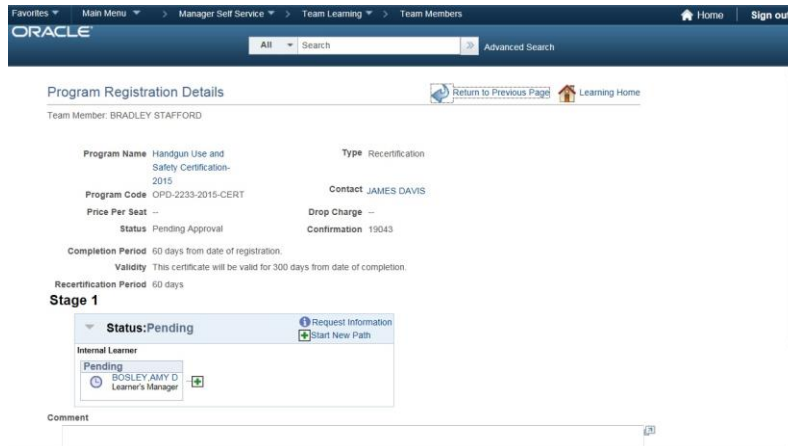 Favorites Main Menu > Manager Self Service > Team Learning > Team Members
Home Sign out
ORACLE
All Search Advanced Search
Program Registration Details
Return to Previous Page Learning Home
Team Member: BRADLEY STAFFORD
Program Name Handgun Use and
Safety Certification-
2015
Type Recertification
Program Code OPD-2233-2015-CERT
Contact JAMES DAVIS
Price Per Seat --
Drop Charge --
Status Pending Approval
Confirmation 19043
Completion Period 60 days from date of registration.
Validity This certificate will be valid for 300 days from date of completion.
Recertification Period 60 days
Stage 1
Status:Pending
Request Information
Start New Path
Internal Learner
Pending
BOSLEY,AMY D
Learner's Manager
Comment